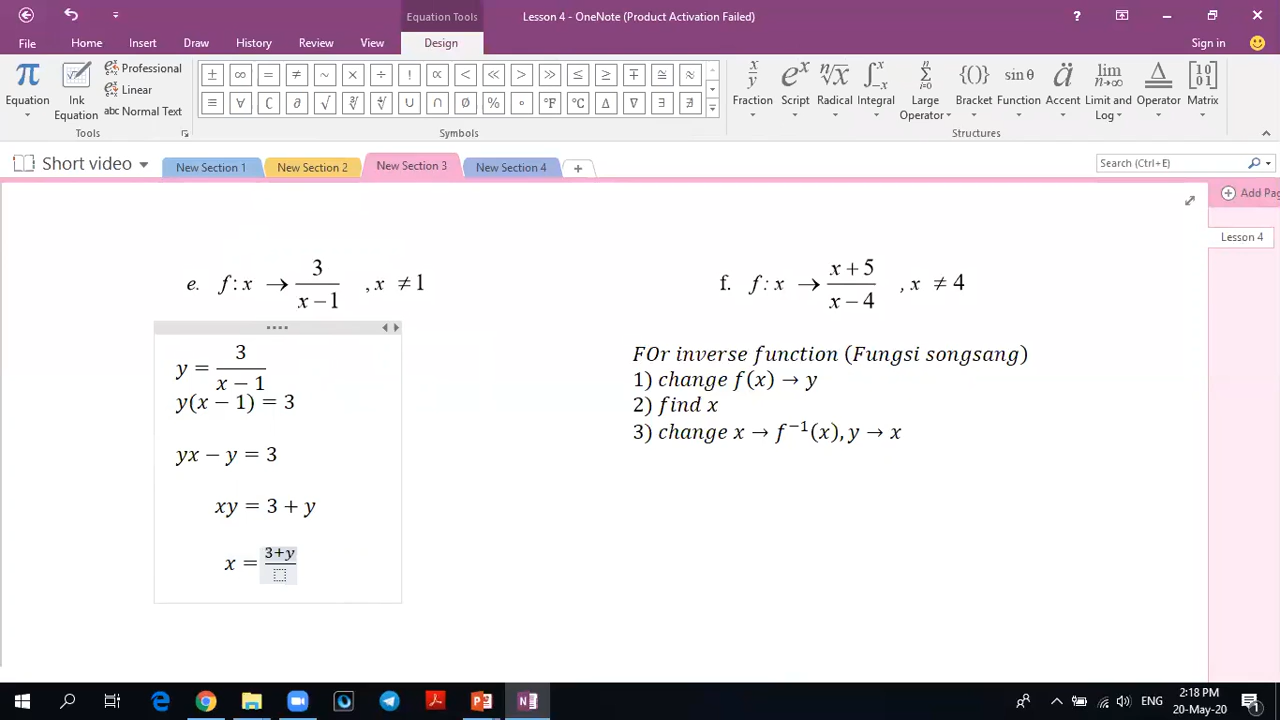 Equation Tools
Lesson 4 - OneNote (Product Activation Failed)
?
File
Home
Insert
Draw
History
Review
View
Design
Sign in
π
Equation
Ink
Equation
Professional
Linear
abc Normal Text
Tools
± ∞ = ≠ ~ × ÷ ! ∝ < ≪ > ≫ ≤ ≥ ∓ ≅ ≈
≡ ∀ ∁ ∂ √ ∛ ∜ ∪ ∩ ∅ % ° °F °C ∆ ∇ ∃ ∄
Symbols
Fraction
Script
Radical
Integral
Large
Operator
Bracket
Function
Accent
Limit and
Log
Operator
Matrix
Structures
Short video
New Section 1
New Section 2
New Section 3
New Section 4
Search (Ctrl+E)
Add Pag
Lesson 4
e. f : x → 3/(x − 1) , x ≠ 1
f. f : x → (x + 5)/(x − 4) , x ≠ 4
y = 3/(x − 1)
y(x − 1) = 3
yx − y = 3
xy = 3 + y
x = (3+y)/
FOr inverse function (Fungsi songsang)
1) change f(x) → y
2) find x
3) change x → f⁻¹(x), y → x
ENG
2:18 PM
20-May-20
1